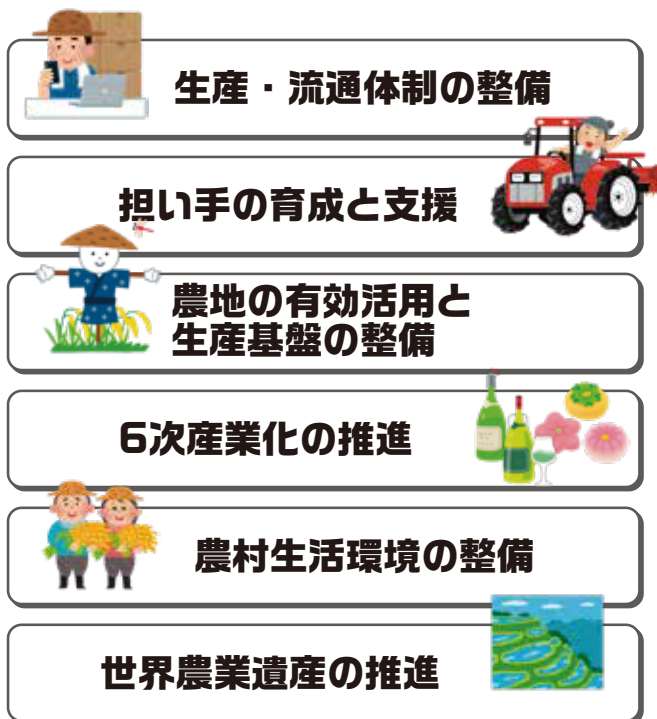 生産・流通体制の整備
担い手の育成と支援
農地の有効活用と
生産基盤の整備
6次産業化の推進
農村生活環境の整備
世界農業遺産の推進